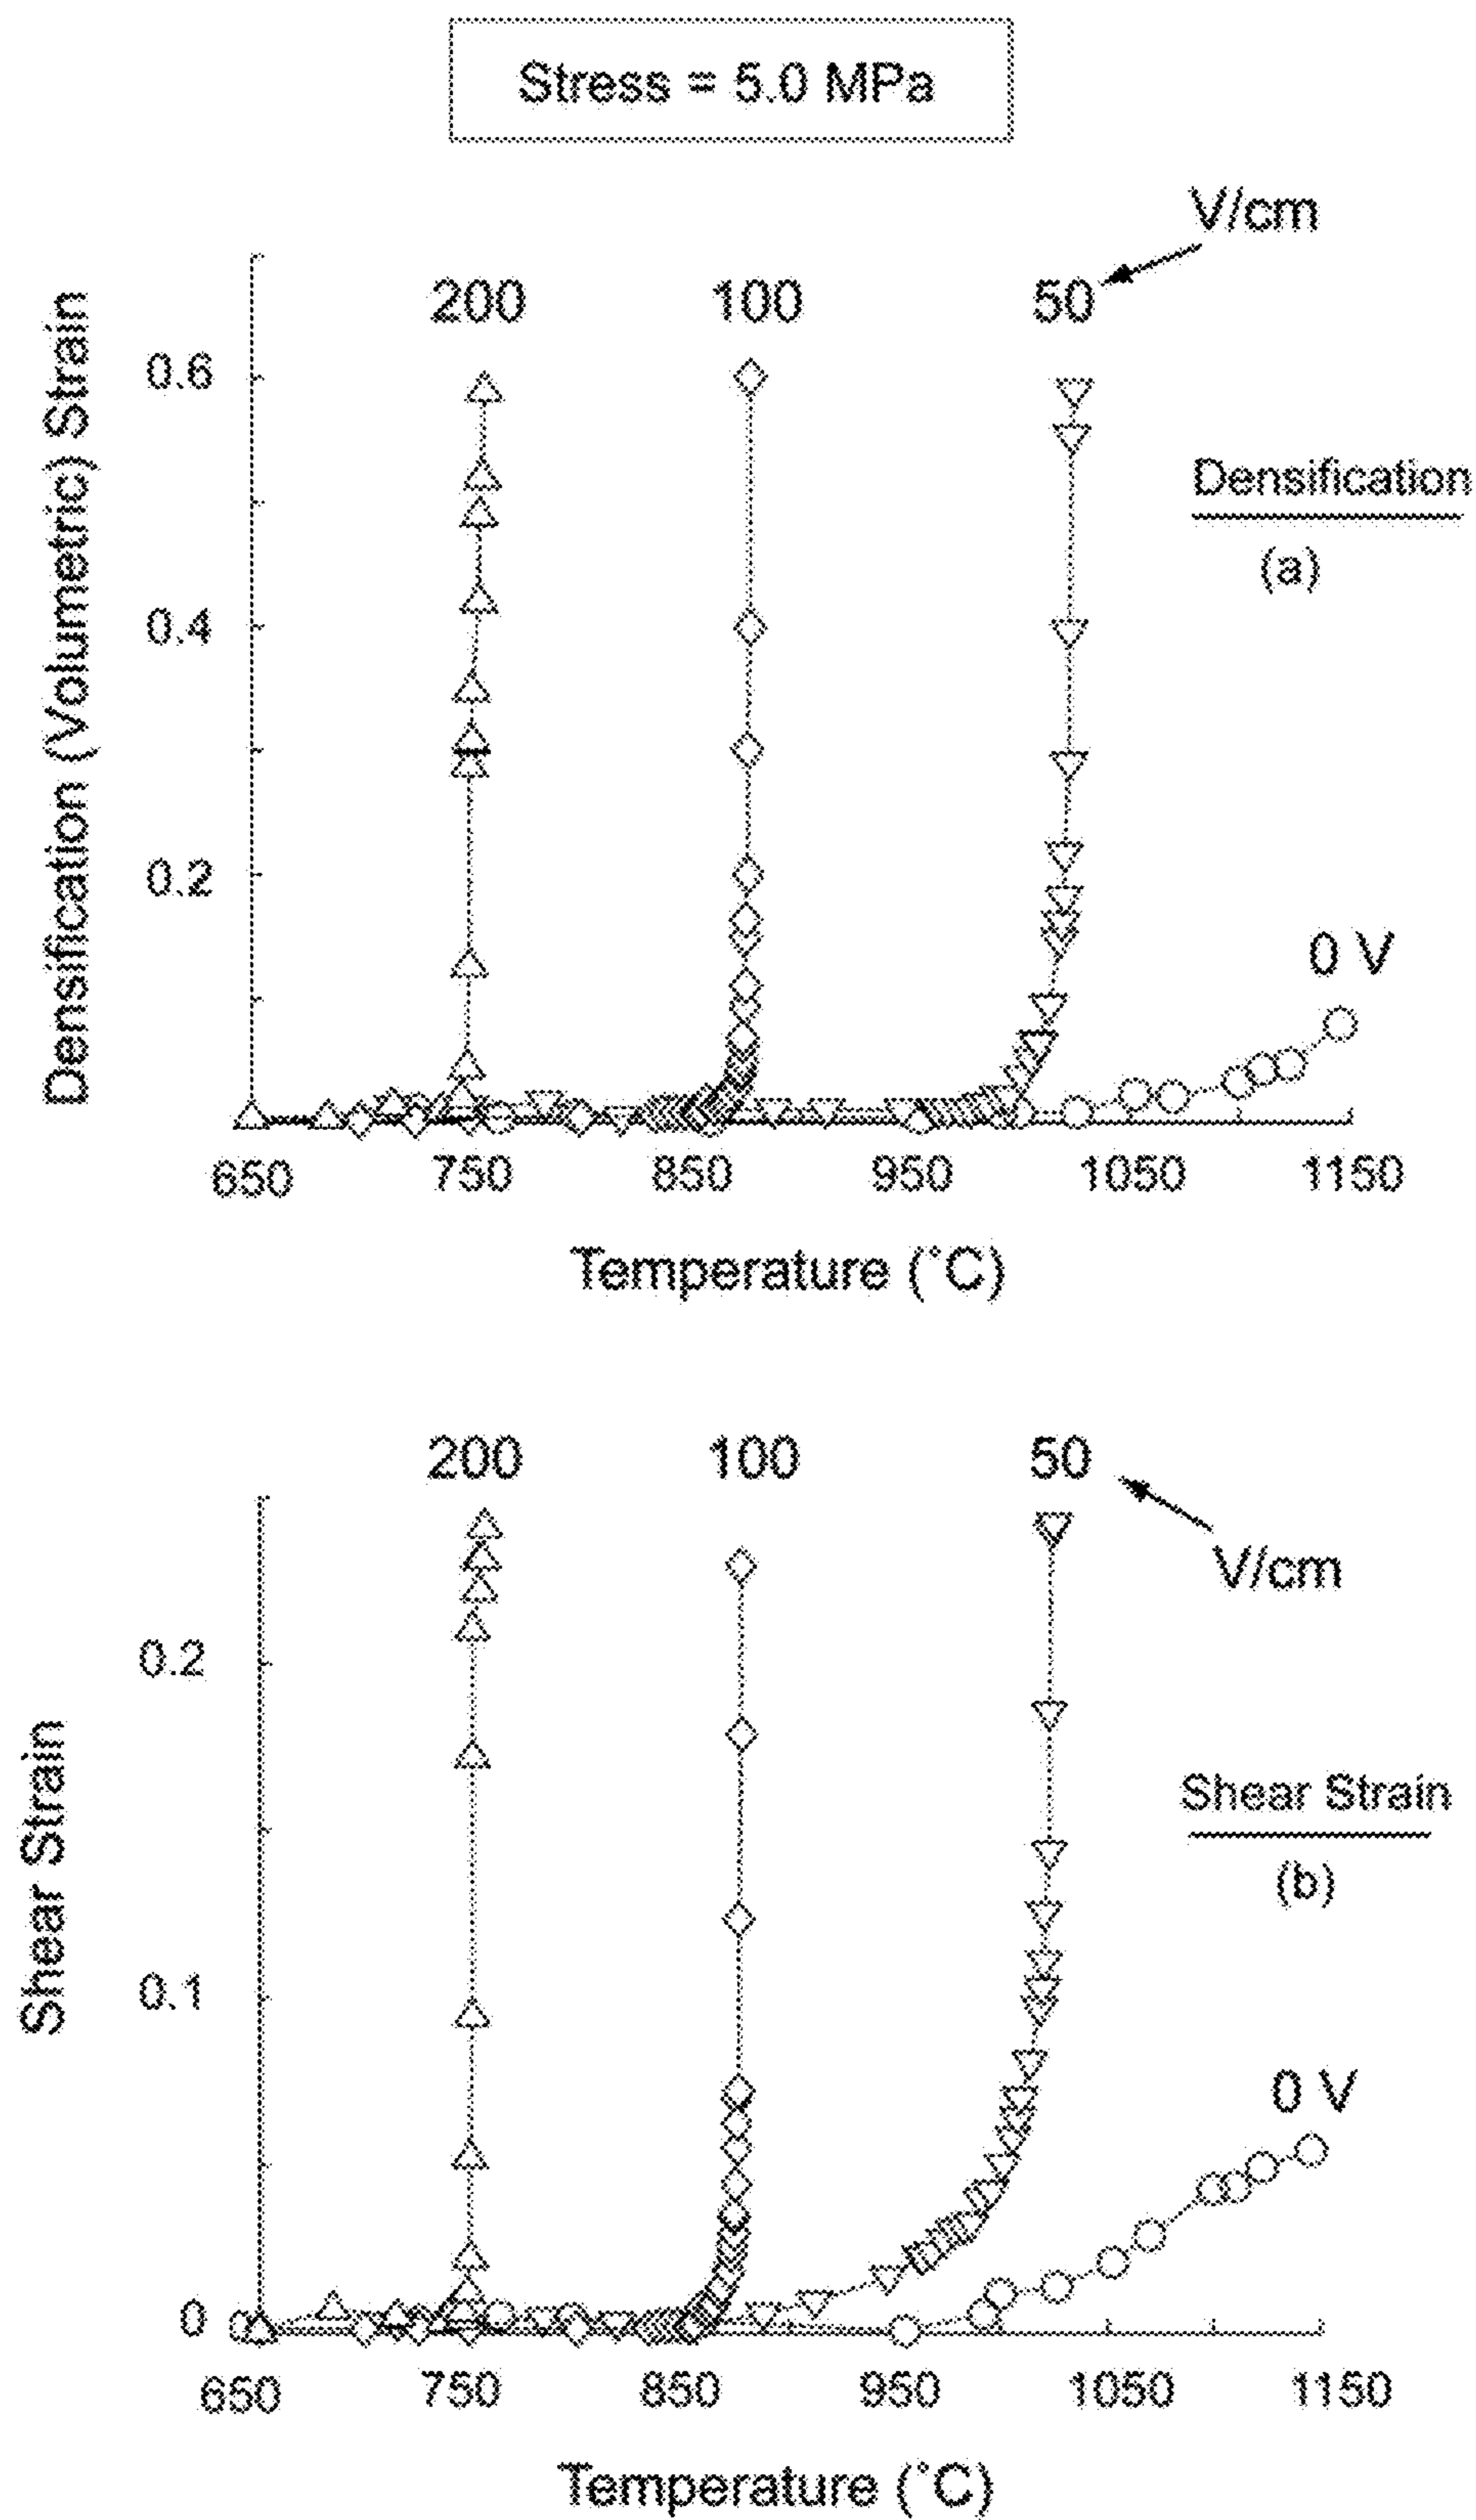 Stress = 5.0 MPa
V/cm
200 100 50
Densification (Volumetric) Strain
0.6
Densification
(a)
0.4
0.2
0 V
650 750 850 950 1050 1150
Temperature (°C)
200 100 50
V/cm
Shear Strain
0.2
Shear Strain
(b)
0.1
0 V
0
650 750 850 950 1050 1150
Temperature (°C)